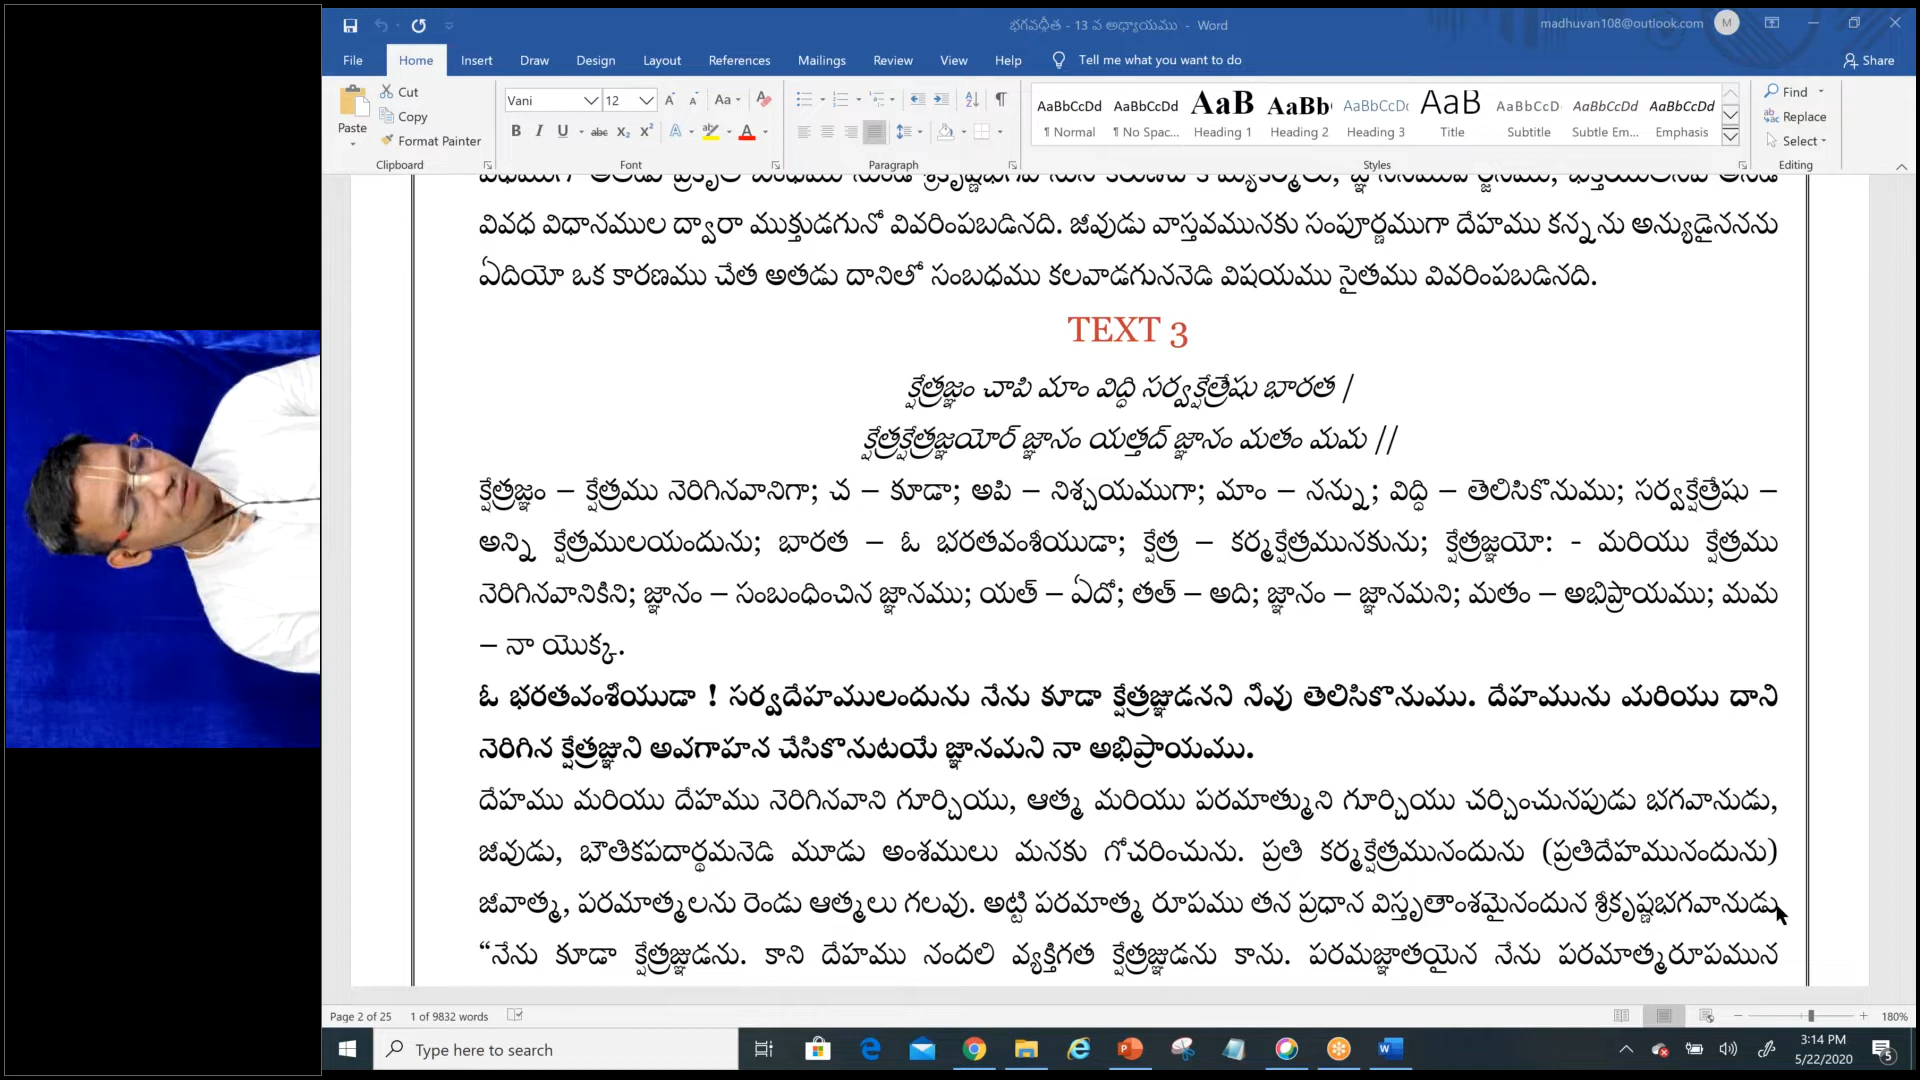 భగవద్గీత - 13 వ అధ్యాయము - Word
madhuvan108@outlook.com
M
File Home Insert Draw Design Layout References Mailings Review View Help Tell me what you want to do
Share
Paste
Cut
Copy
Format Painter
Clipboard
Vani 12
Font
Paragraph
AaBbCcDd AaBbCcDd AaB AaBb AaBbCcDc AaB AaBbCcD AaBbCcDd AaBbCcDd
¶ Normal ¶ No Spac... Heading 1 Heading 2 Heading 3 Title Subtitle Subtle Em... Emphasis
Styles
Find
Replace
Select
Editing
వివధ విధానముల ద్వారా ముక్తుడగునో వివరింపబడినది. జీవుడు వాస్తవమునకు సంపూర్ణముగా దేహము కన్నను అన్యుడైననను
ఏదియో ఒక కారణము చేత అతడు దానితో సంబధము కలవాడగుననెడి విషయము సైతము వివరింపబడినది.
TEXT 3
క్షేత్రజ్ఞం చాపి మాం విద్ధి సర్వక్షేత్రేషు భారత |
క్షేత్రక్షేత్రజ్ఞయోర్ జ్ఞానం యత్తద్ జ్ఞానం మతం మమ ||
క్షేత్రజ్ఞం – క్షేత్రము నెరిగినవానిగా; చ – కూడా; అపి – నిశ్చయముగా; మాం – నన్ను; విద్ధి – తెలిసికొనుము; సర్వక్షేత్రేషు –
అన్ని క్షేత్రములయందును; భారత – ఓ భరతవంశీయుడా; క్షేత్ర – కర్మక్షేత్రమునకును; క్షేత్రజ్ఞయో: - మరియు క్షేత్రము
నెరిగినవానికిని; జ్ఞానం – సంబంధించిన జ్ఞానము; యత్ – ఏదో; తత్ – అది; జ్ఞానం – జ్ఞానమని; మతం – అభిప్రాయము; మమ
– నా యొక్క.
ఓ భరతవంశీయుడా ! సర్వదేహములందును నేను కూడా క్షేత్రజ్ఞుడనని నీవు తెలిసికొనుము. దేహమును మరియు దాని
నెరిగిన క్షేత్రజ్ఞుని అవగాహన చేసికొనుటయే జ్ఞానమని నా అభిప్రాయము.
దేహము మరియు దేహము నెరిగినవాని గూర్చియు, ఆత్మ మరియు పరమాత్ముని గూర్చియు చర్చించునపుడు భగవానుడు,
జీవుడు, భౌతికపదార్థమనెడి మూడు అంశములు మనకు గోచరించును. ప్రతి కర్మక్షేత్రమునందును (ప్రతిదేహమునందును)
జీవాత్మ, పరమాత్మలను రెండు ఆత్మలు గలవు. అట్టి పరమాత్మ రూపము తన ప్రధాన విస్తృతాంశమైనందున శ్రీకృష్ణభగవానుడు
“నేను కూడా క్షేత్రజ్ఞుడను. కాని దేహము నందలి వ్యక్తిగత క్షేత్రజ్ఞుడను కాను. పరమజ్ఞాతయైన నేను పరమాత్మరూపమున
Page 2 of 25 1 of 9832 words
180%
Type here to search
3:14 PM
5/22/2020
5